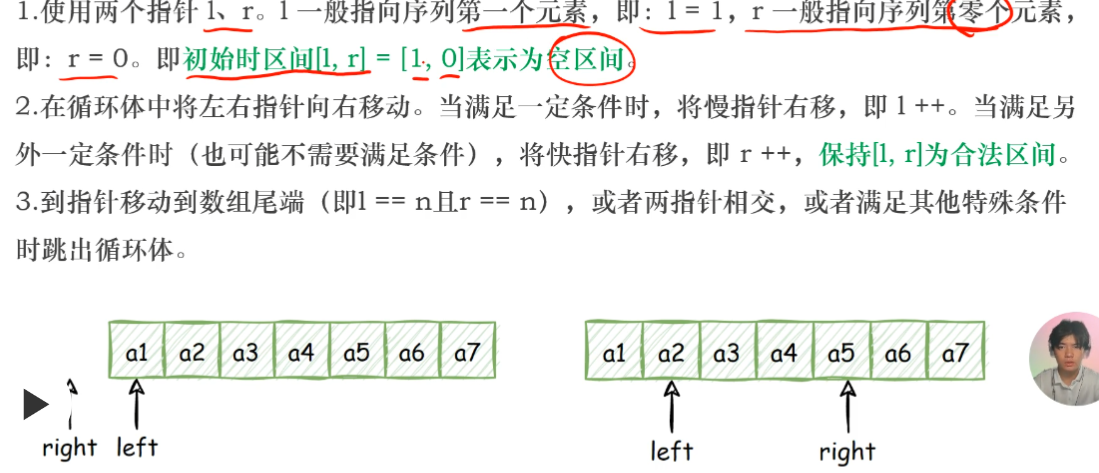 1.使用两个指针 l、r。l 一般指向序列第一个元素，即：l = 1，r 一般指向序列第零个元素，
即：r = 0。即初始时区间[l, r] = [1, 0]表示为空区间。
2.在循环体中将左右指针向右移动。当满足一定条件时，将慢指针右移，即 l ++。当满足另
外一定条件时（也可能不需要满足条件），将快指针右移，即 r ++，保持[l, r]为合法区间。
3.到指针移动到数组尾端（即l == n且r == n），或者两指针相交，或者满足其他特殊条件
时跳出循环体。
a1 a2 a3 a4 a5 a6 a7
right left
a1 a2 a3 a4 a5 a6 a7
left right